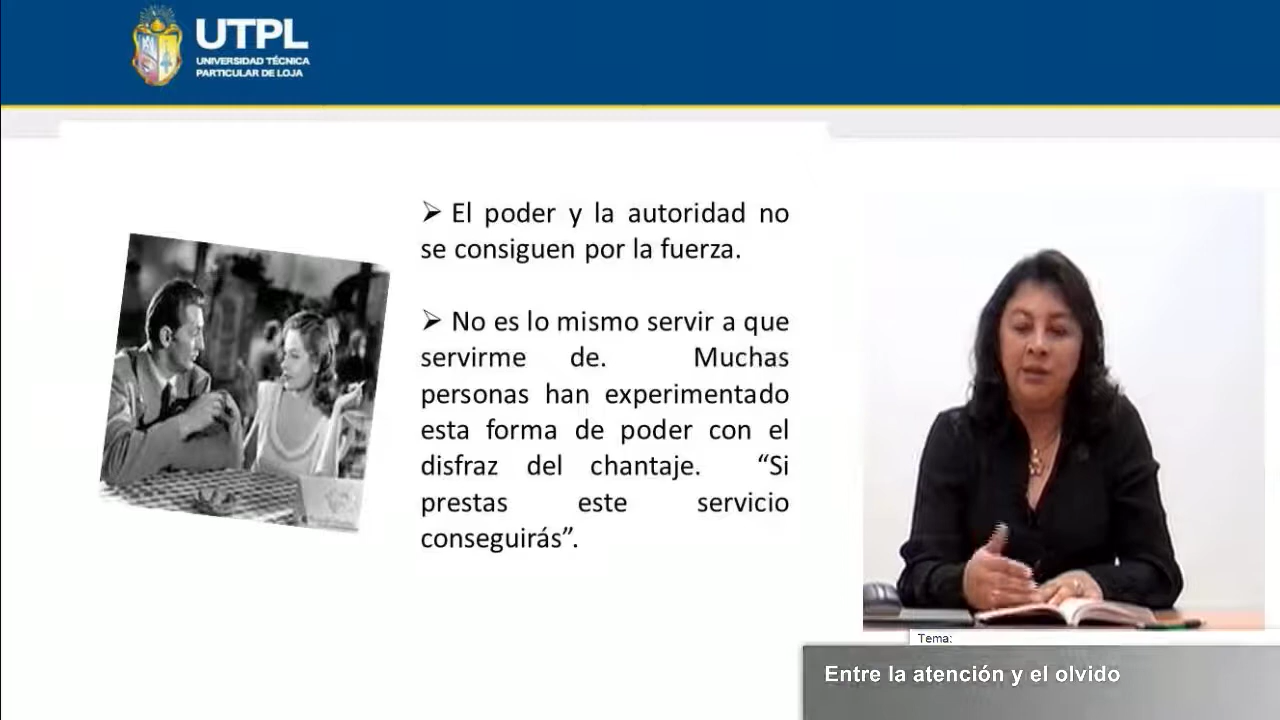 UTPL
UNIVERSIDAD TÉCNICA
PARTICULAR DE LOJA
➢ El poder y la autoridad no
se consiguen por la fuerza.
➢ No es lo mismo servir a que
servirme de. Muchas
personas han experimentado
esta forma de poder con el
disfraz del chantaje. “Si
prestas este servicio
conseguirás”.
Tema:
Entre la atención y el olvido